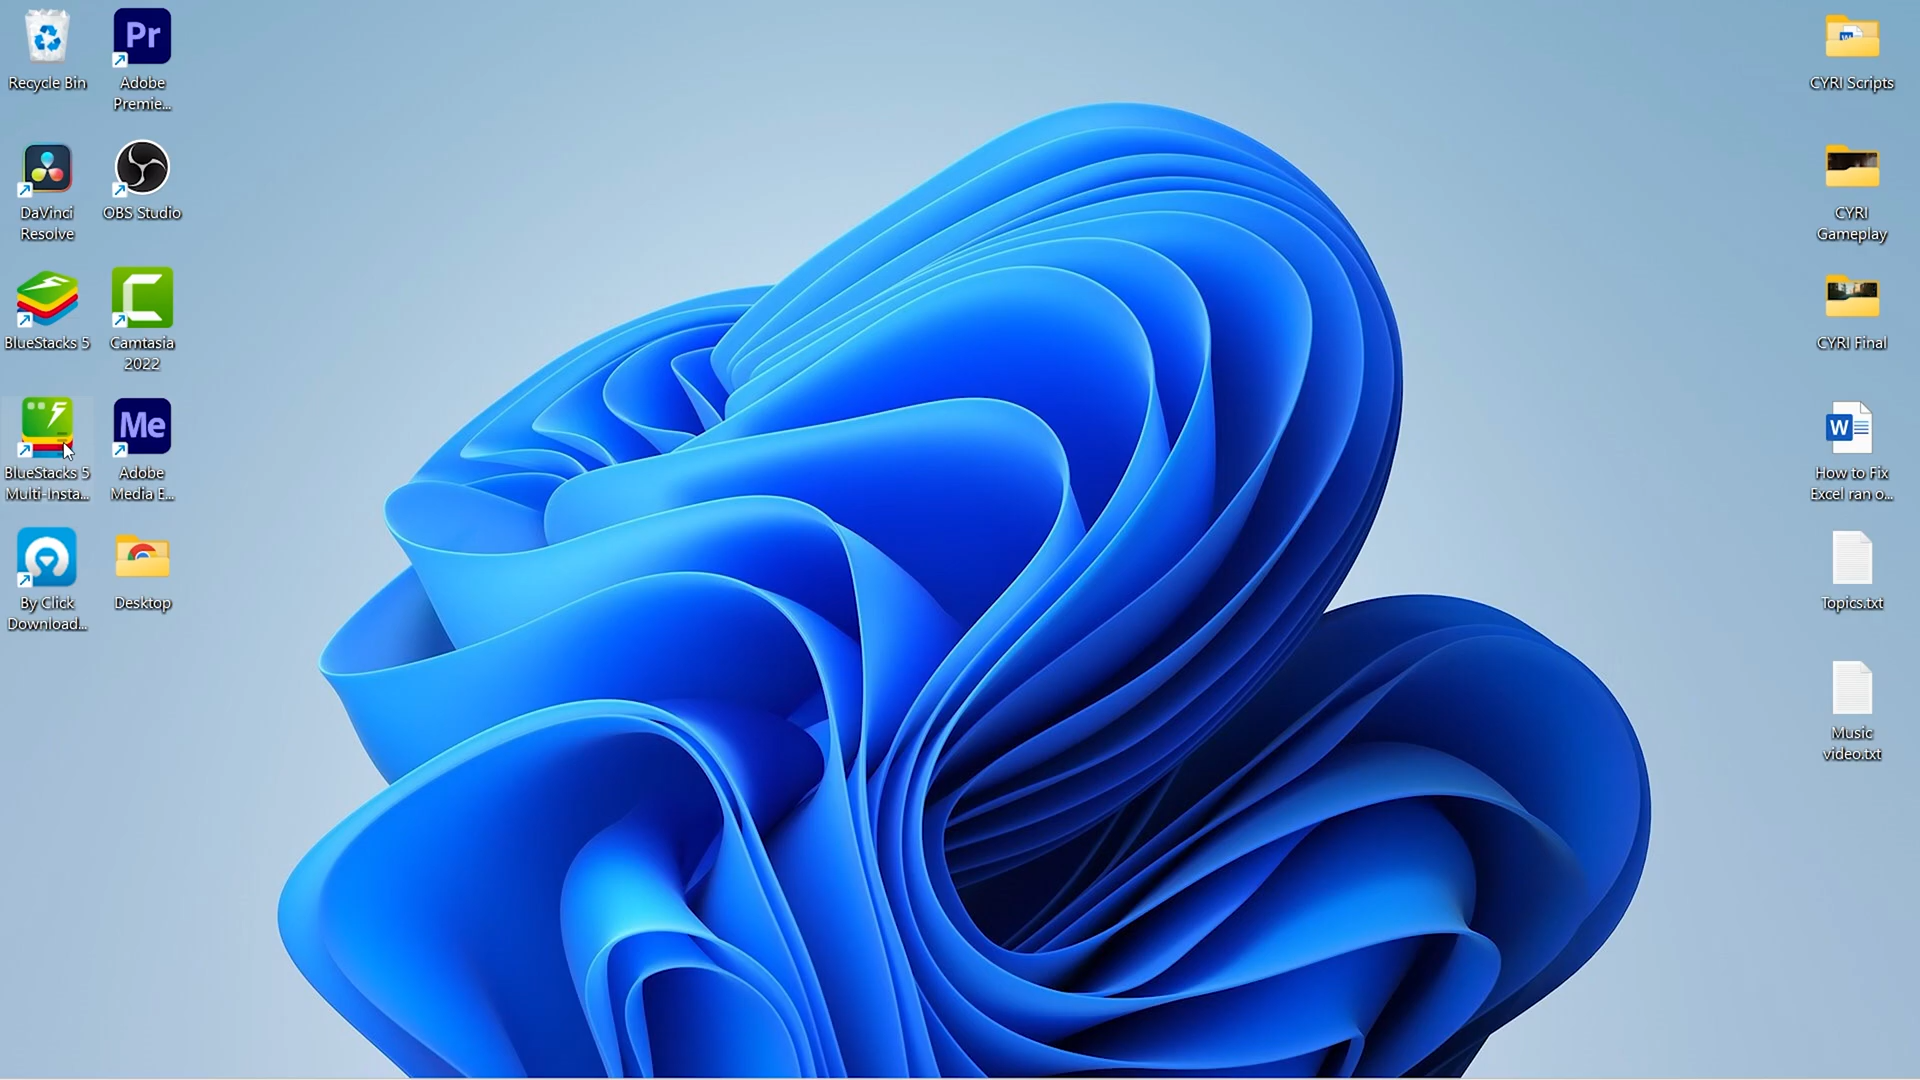 Recycle Bin
Pr
Adobe
Premie...
DaVinci
Resolve
OBS Studio
BlueStacks 5
Camtasia
2022
BlueStacks 5
Multi-Insta...
Me
Adobe
Media E...
By Click
Download...
Desktop
CYRI Scripts
CYRI
Gameplay
CYRI Final
W
How to Fix
Excel ran o...
Topics.txt
Music
video.txt